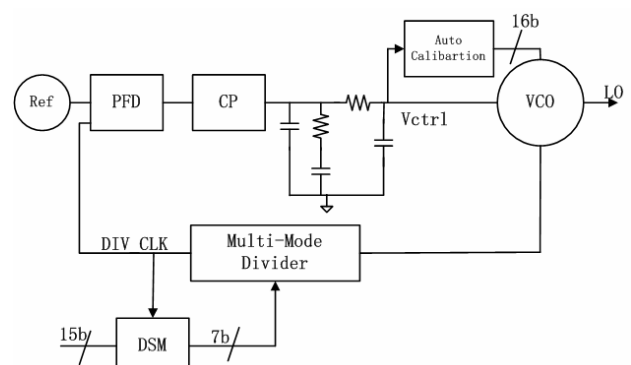 16b
Auto
Calibartion
Ref
PFD
CP
VCO
LO
Vctrl
DIV CLK
Multi-Mode
Divider
15b
DSM
7b